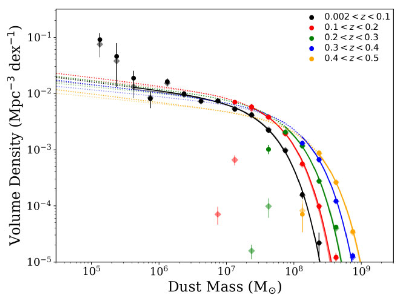 0.002 < z < 0.1
0.1 < z < 0.2
0.2 < z < 0.3
0.3 < z < 0.4
0.4 < z < 0.5
Volume Density (Mpc⁻³ dex⁻¹)
10⁻¹
10⁻²
10⁻³
10⁻⁴
10⁻⁵
10⁵ 10⁶ 10⁷ 10⁸ 10⁹
Dust Mass (M⊙)